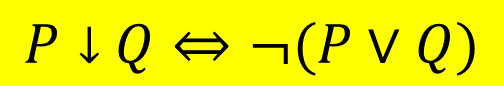 𝑃 ↓ 𝑄 ⇔ ¬(𝑃 ∨ 𝑄)